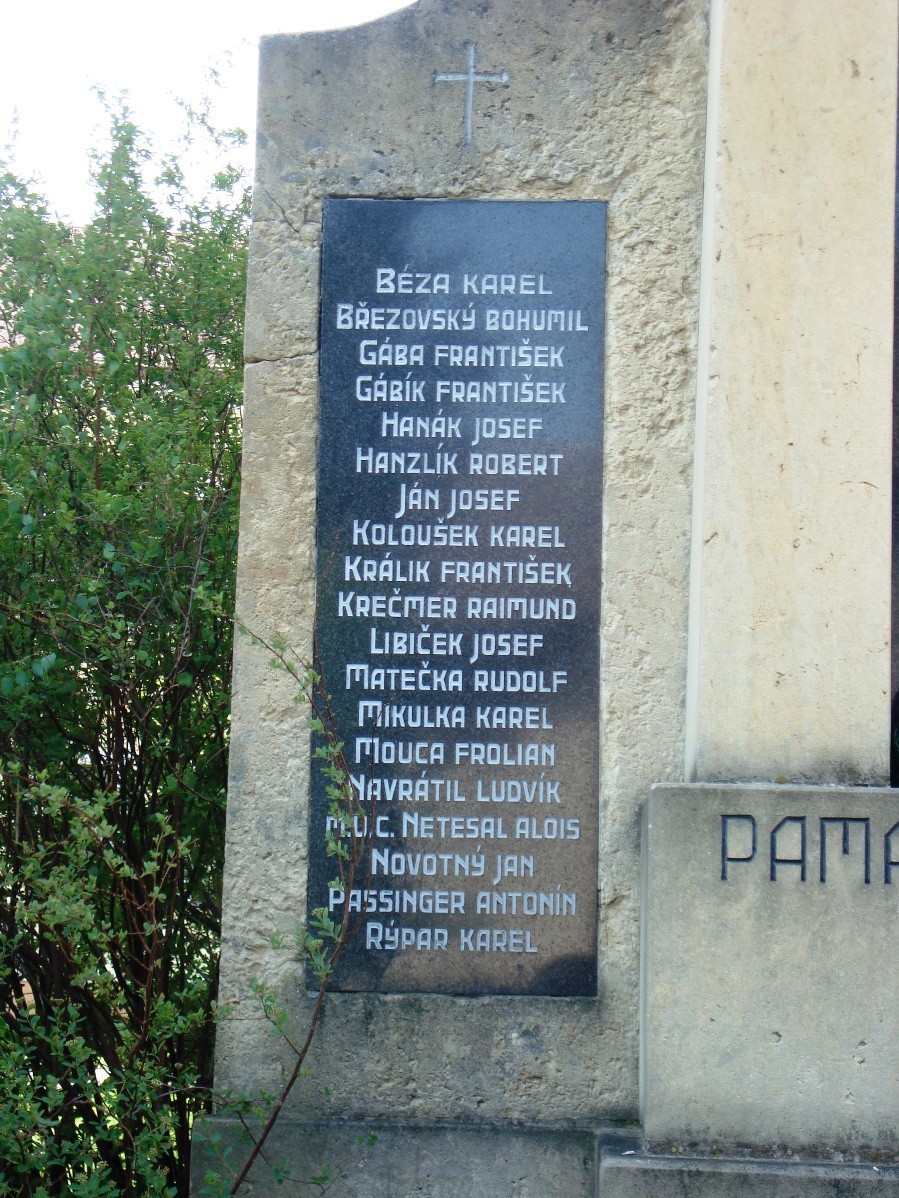 BÉZA KAREL
BŘEZOVSKÝ BOHUMIL
GÁBA FRANTIŠEK
GÁBÍK FRANTIŠEK
HANÁK JOSEF
HANZLÍK ROBERT
JÁN JOSEF
KOLOUŠEK KAREL
KRÁLIK FRANTIŠEK
KREČMER RAIMUND
LIBIČEK JOSEF
MATEČKA RUDOLF
MIKULKA KAREL
MOUCA FROLIAN
NAVRÁTIL LUDVÍK
M.U.C. NETESAL ALOIS
NOVOTNÝ JAN
PASSINGER ANTONÍN
RÝPAR KAREL
PAMA